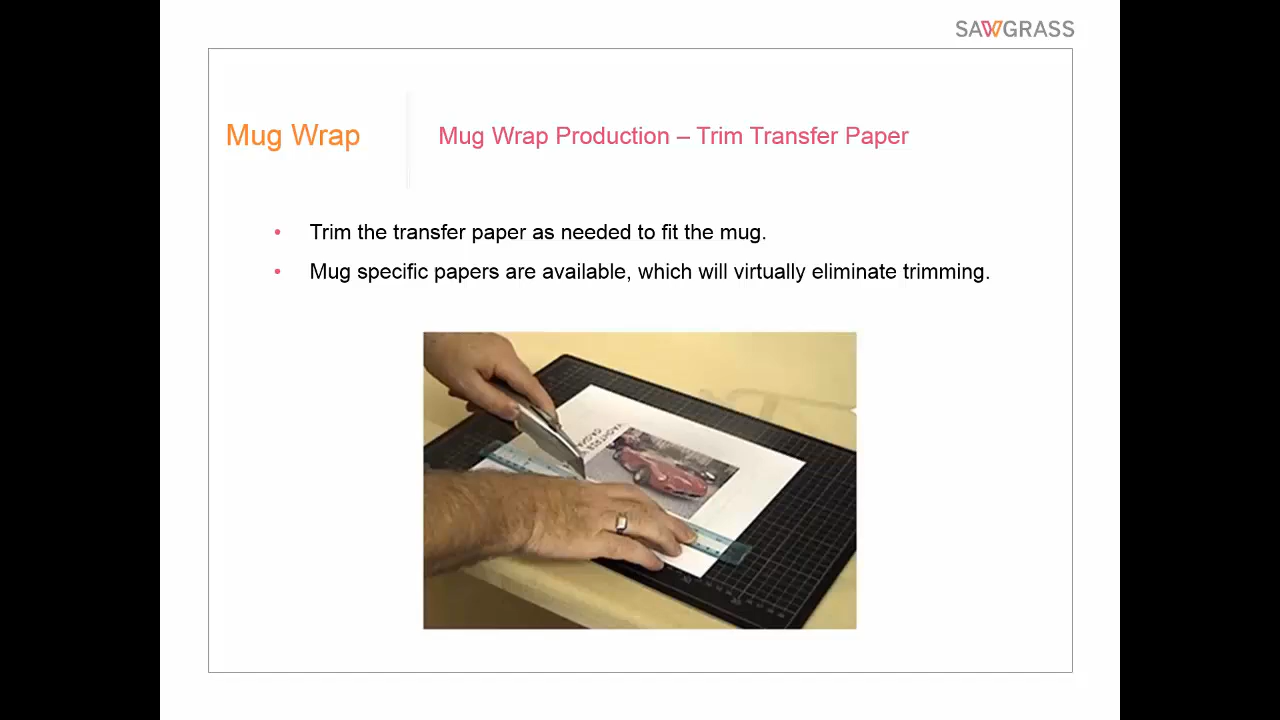 SAWGRASS
Mug Wrap
Mug Wrap Production – Trim Transfer Paper
• Trim the transfer paper as needed to fit the mug.
• Mug specific papers are available, which will virtually eliminate trimming.